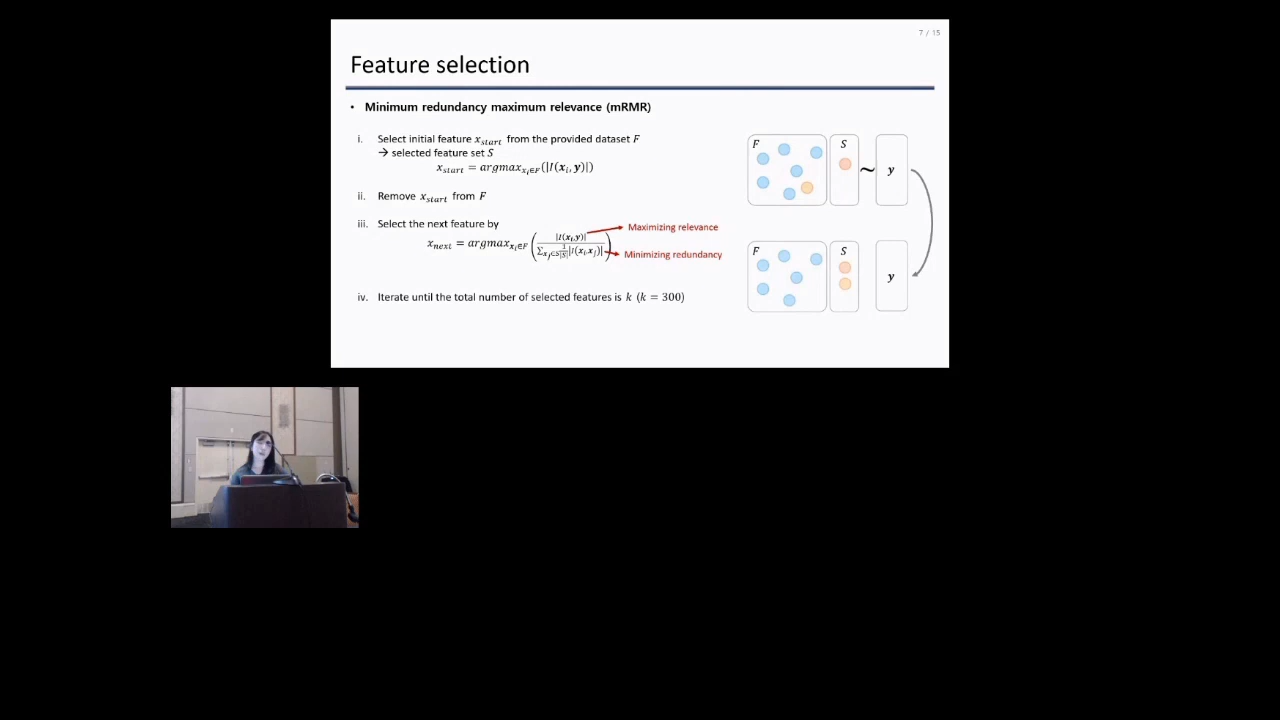 7 / 15
Feature selection
• Minimum redundancy maximum relevance (mRMR)
i. Select initial feature x_start from the provided dataset F
→ selected feature set S
x_start = argmax_{x_i∈F}(|I(x_i, y)|)
ii. Remove x_start from F
iii. Select the next feature by
x_next = argmax_{x_i∈F} ( |I(x_i,y)| / ∑_{x_j∈S} 1/|S| |I(x_i,x_j)| )
Maximizing relevance
Minimizing redundancy
iv. Iterate until the total number of selected features is k (k = 300)
F S ~ y
F S y